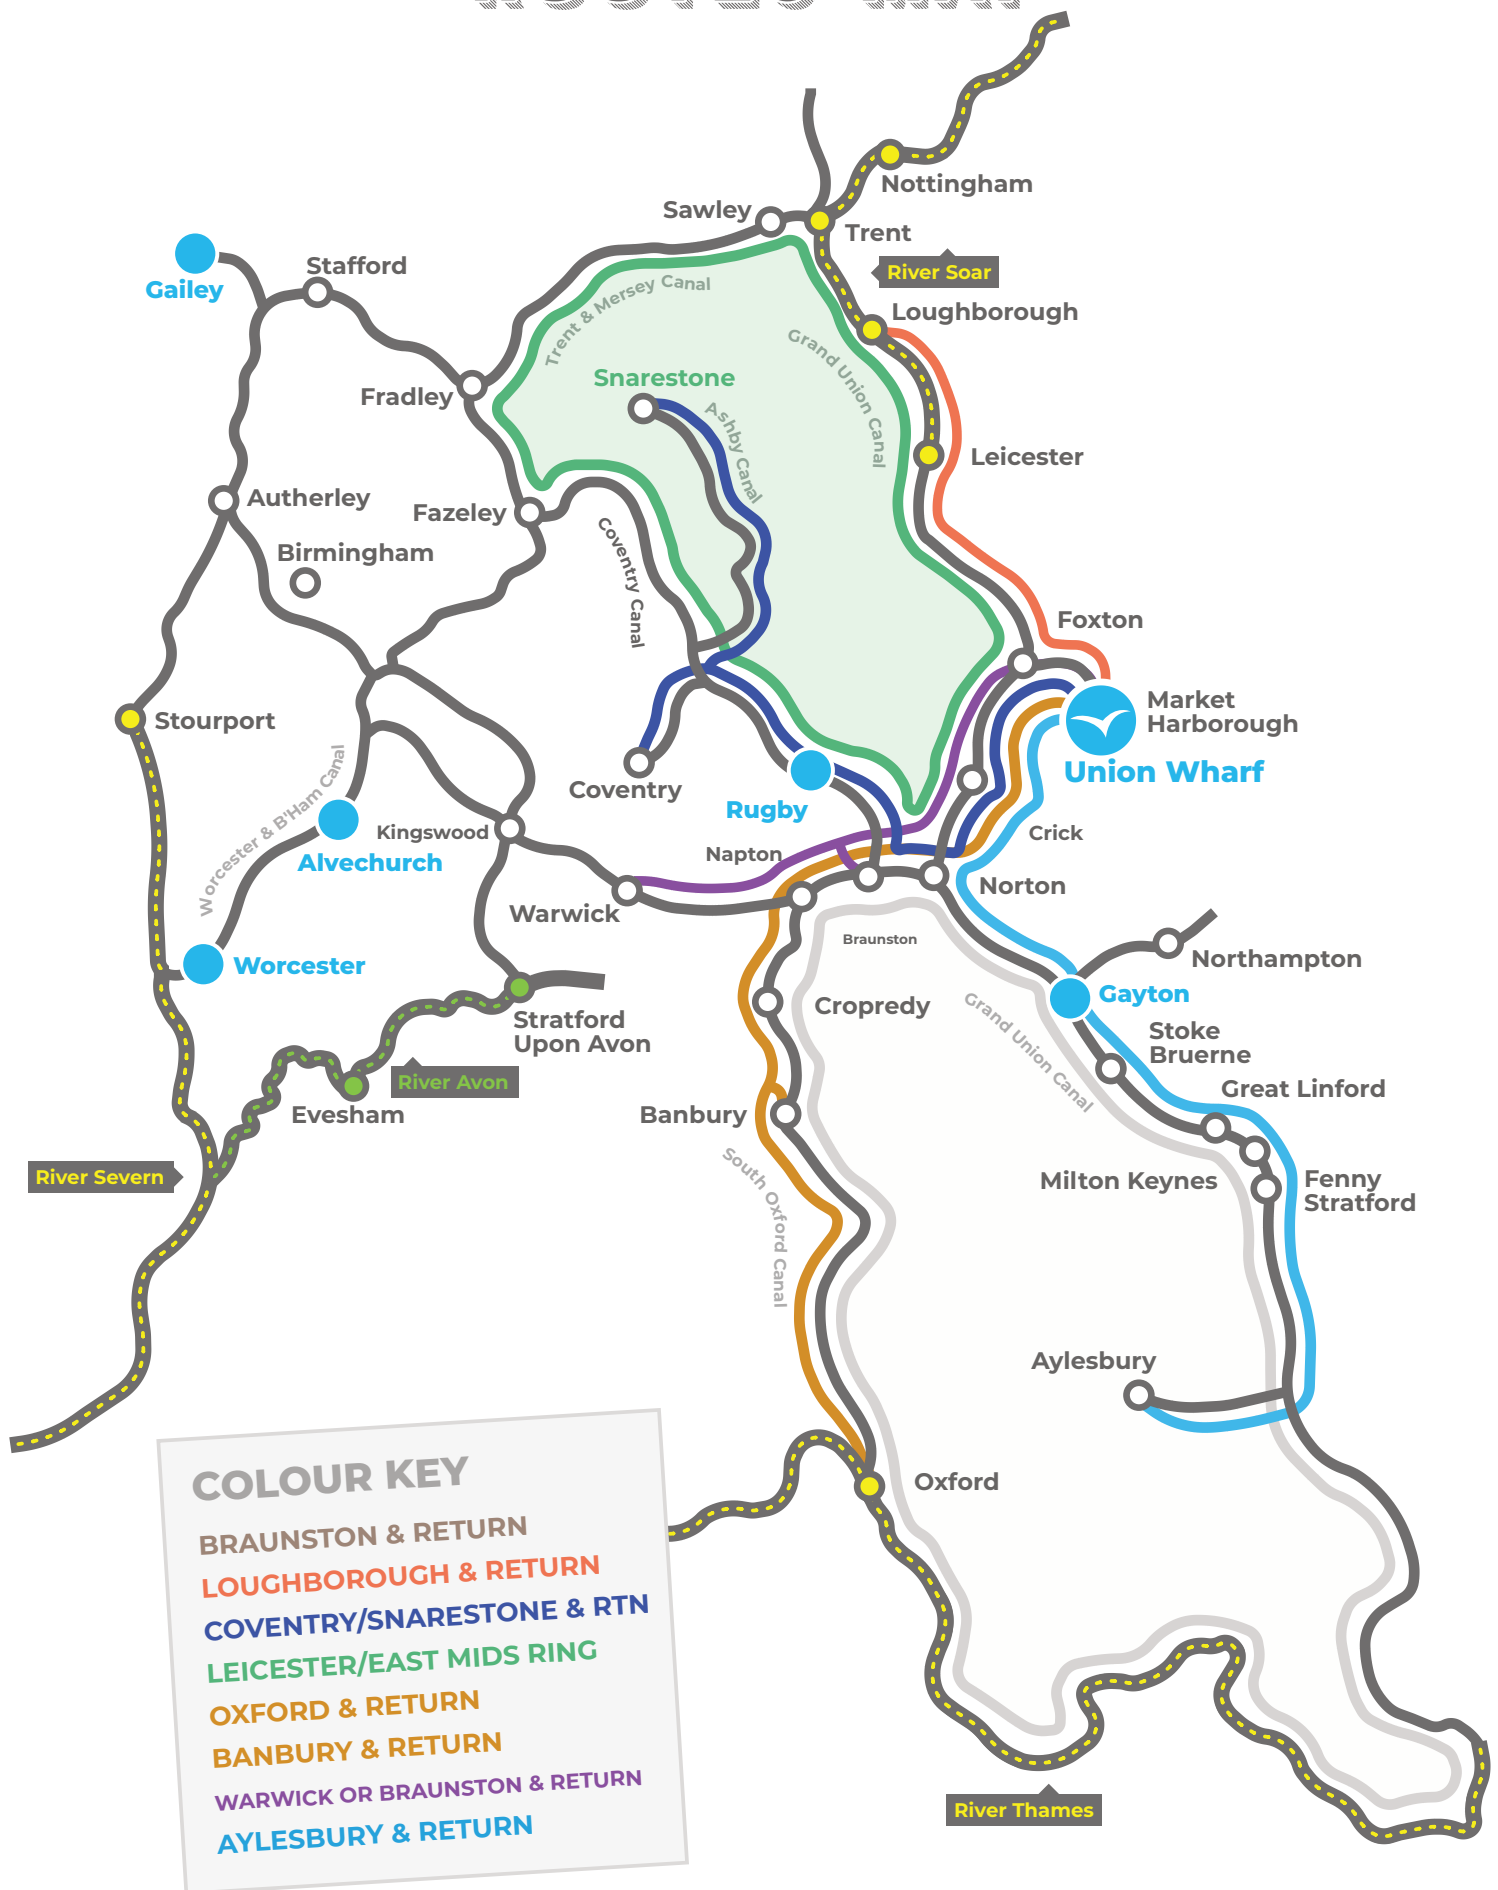 Nottingham
Sawley
Trent
River Soar
Stafford
Gailey
Trent & Mersey Canal
Loughborough
Grand Union Canal
Snarestone
Fradley
Ashby Canal
Leicester
Autherley
Fazeley
Birmingham
Coventry Canal
Foxton
Market
Harborough
Union Wharf
Stourport
Worcester & B'Ham Canal
Coventry
Rugby
Kingswood
Crick
Alvechurch
Napton
Norton
Warwick
Braunston
Northampton
Worcester
Gayton
Cropredy
Grand Union Canal
Stratford
Upon Avon
Stoke
Bruerne
River Avon
Great Linford
Evesham
Banbury
South Oxford Canal
River Severn
Milton Keynes
Fenny
Stratford
Aylesbury
Oxford
COLOUR KEY
BRAUNSTON & RETURN
LOUGHBOROUGH & RETURN
COVENTRY/SNARESTONE & RTN
LEICESTER/EAST MIDS RING
OXFORD & RETURN
BANBURY & RETURN
WARWICK OR BRAUNSTON & RETURN
AYLESBURY & RETURN
River Thames